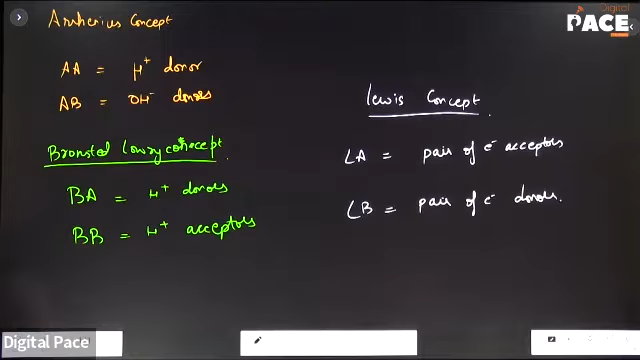 Arrhenius Concept
AA = H+ donor
AB = OH- donors
Bronsted Lowry concept.
BA = H+ donors
BB = H+ acceptors
Lewis Concept.
LA = pair of e- acceptors
LB = pair of e- donors.
Digital
PACE
Digital Pace